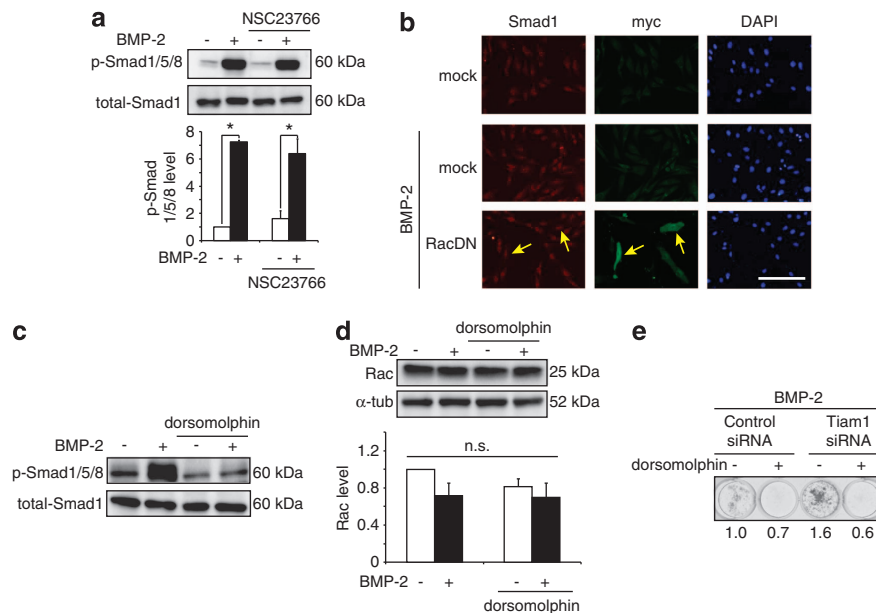 a
NSC23766
BMP-2 - + - +
p-Smad1/5/8 60 kDa
total-Smad1 60 kDa
p-Smad
1/5/8 level
8
6
4
2
0
* *
BMP-2 - + - +
NSC23766
b
Smad1 myc DAPI
mock
BMP-2
mock
RacDN
c
dorsomolphin
BMP-2 - + - +
p-Smad1/5/8 60 kDa
total-Smad1 60 kDa
d
dorsomolphin
BMP-2 - + - +
Rac 25 kDa
α-tub 52 kDa
Rac level
1.2
0.8
0.4
0
n.s.
BMP-2 - + - +
dorsomolphin
e
BMP-2
Control Tiam1
siRNA siRNA
dorsomolphin - + - +
1.0 0.7 1.6 0.6